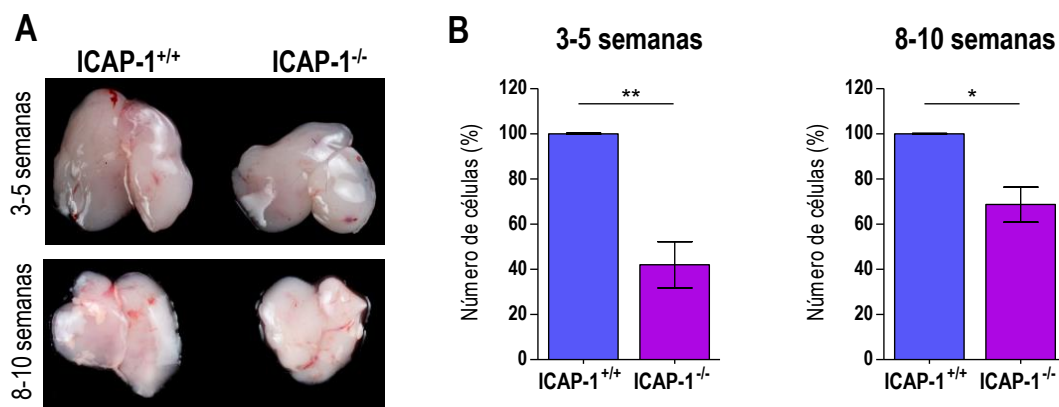 A
ICAP-1+/+ ICAP-1-/-
3-5 semanas
8-10 semanas
B
3-5 semanas
Número de células (%)
120
100
80
60
40
20
0
**
ICAP-1+/+ ICAP-1-/-
8-10 semanas
Número de células (%)
120
100
80
60
40
20
0
*
ICAP-1+/+ ICAP-1-/-